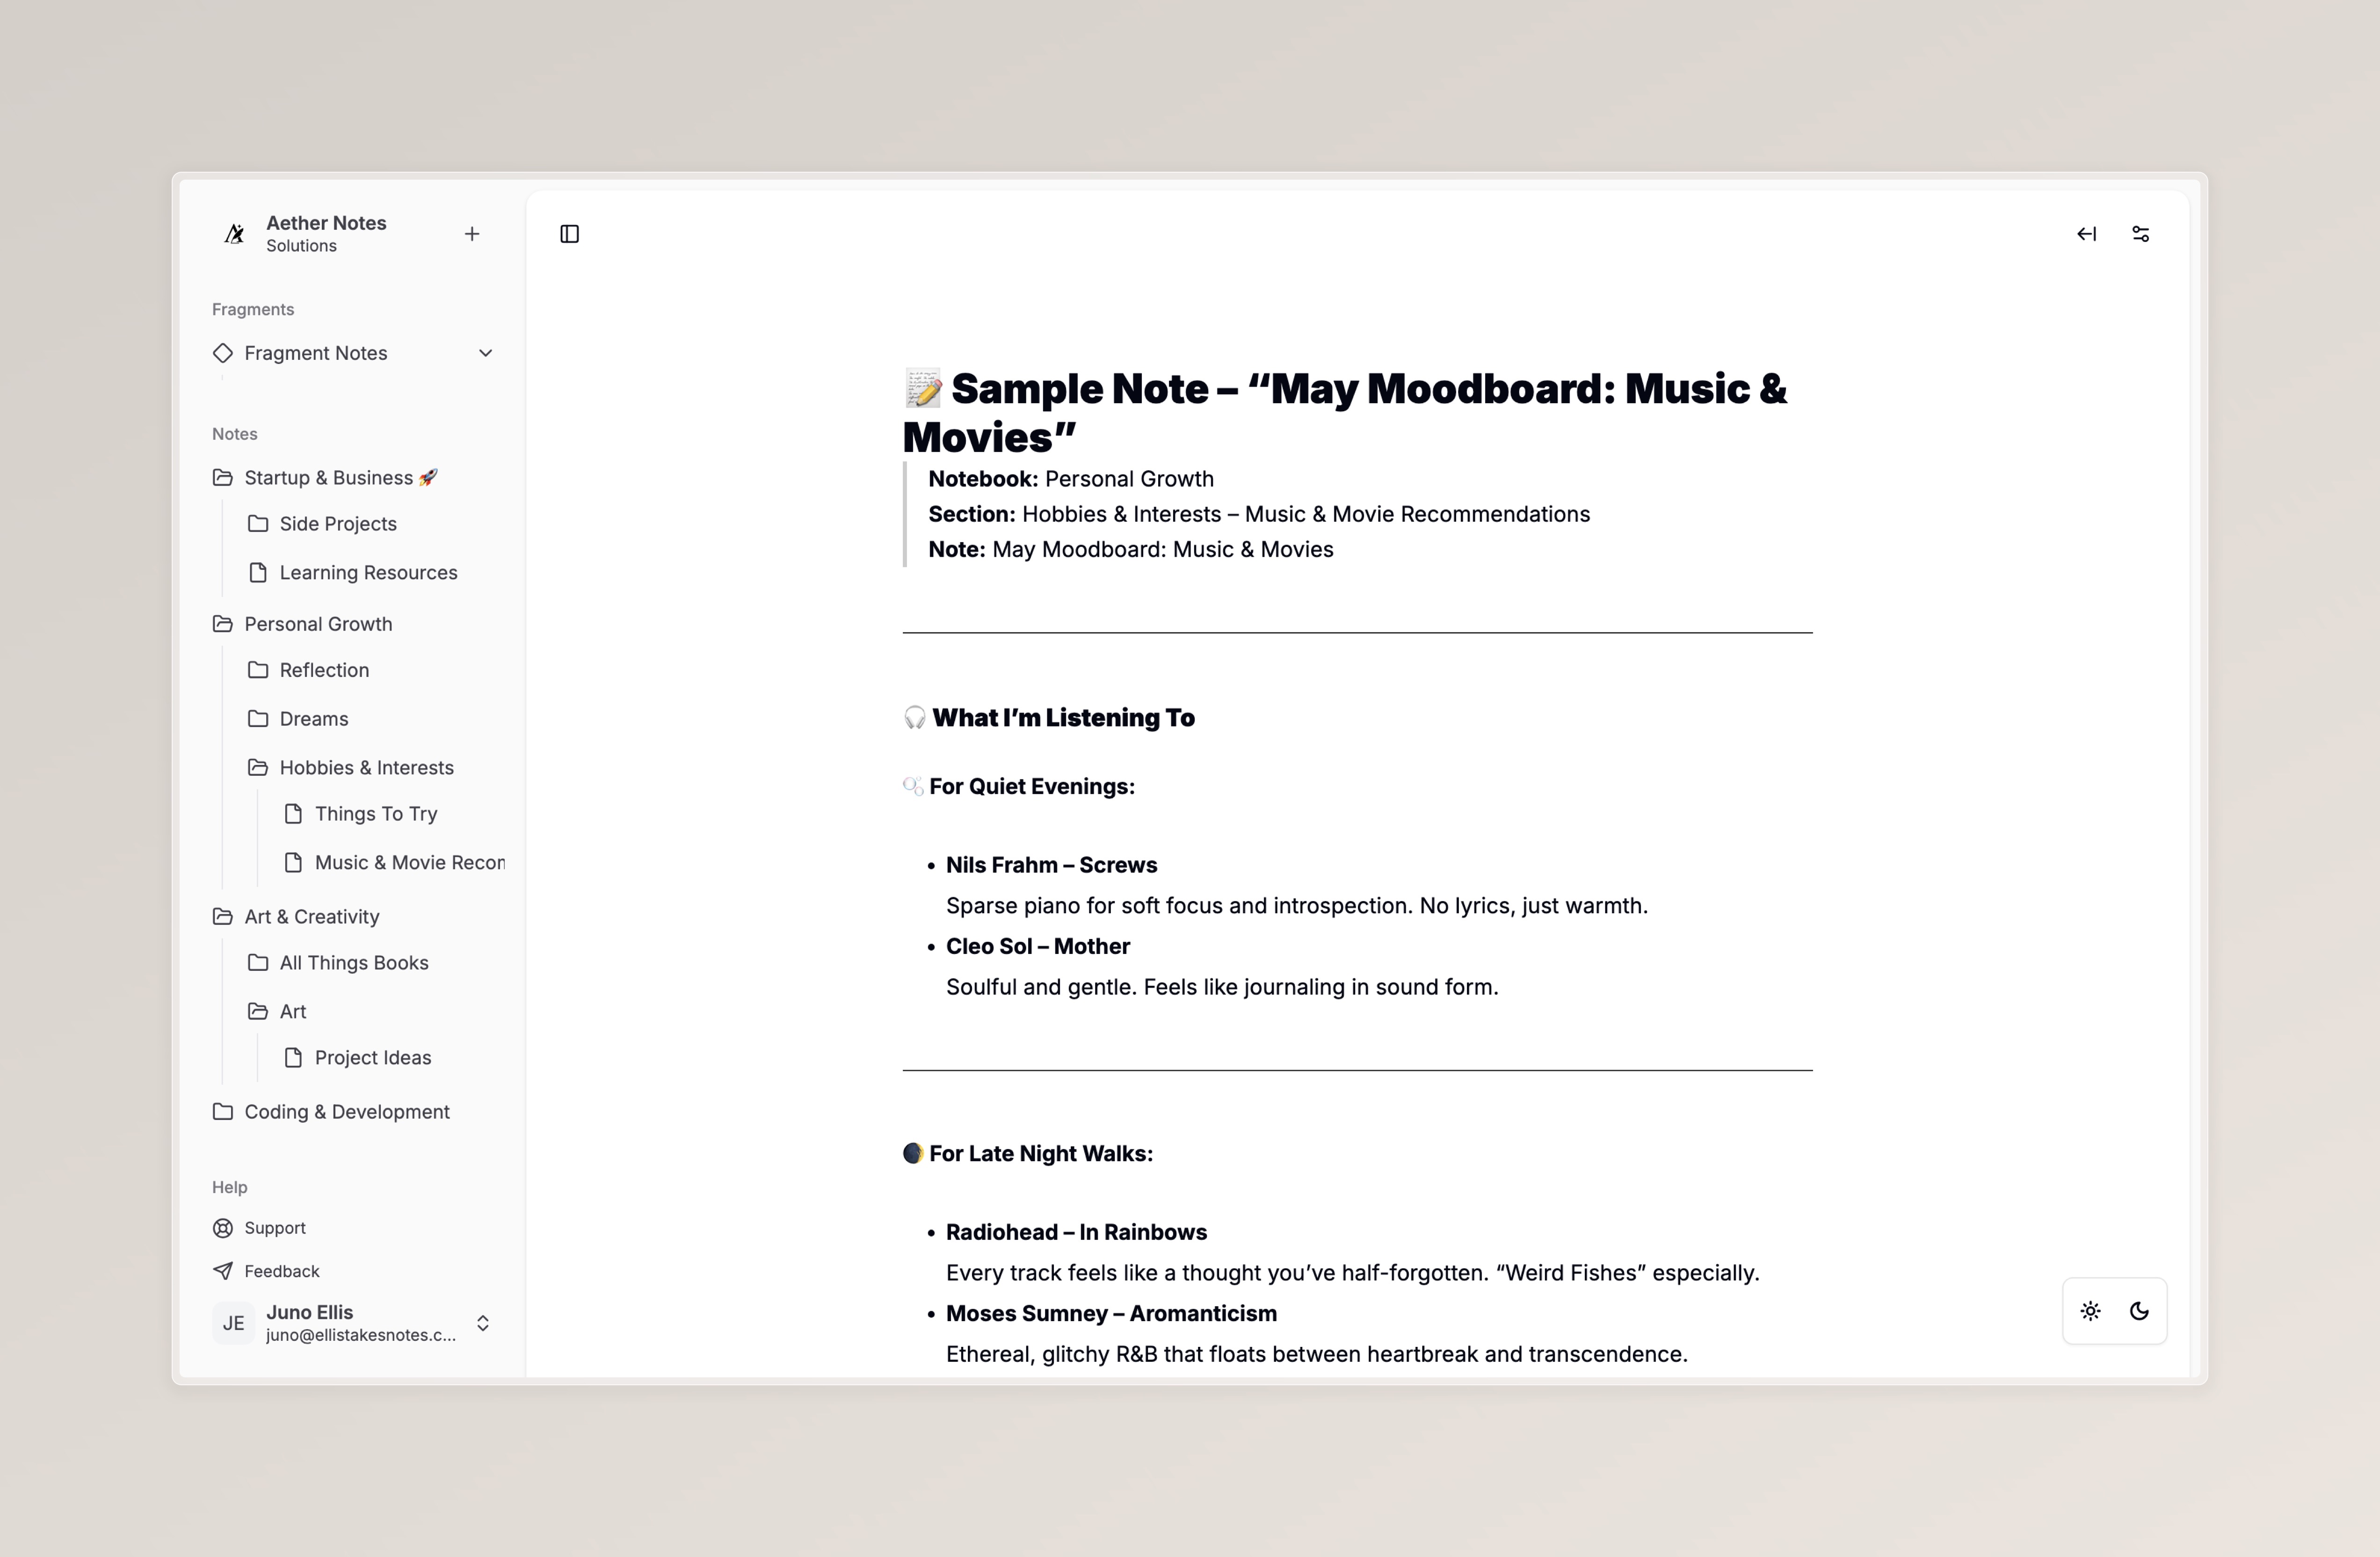 Aether Notes
Solutions
Fragments
Fragment Notes
Notes
Startup & Business 🚀
Side Projects
Learning Resources
Personal Growth
Reflection
Dreams
Hobbies & Interests
Things To Try
Music & Movie Recon
Art & Creativity
All Things Books
Art
Project Ideas
Coding & Development
Help
Support
Feedback
JE
Juno Ellis
juno@ellistakesnotes.c...
📝 Sample Note – “May Moodboard: Music &
Movies”
Notebook: Personal Growth
Section: Hobbies & Interests – Music & Movie Recommendations
Note: May Moodboard: Music & Movies
🎧 What I’m Listening To
🫧 For Quiet Evenings:
• Nils Frahm – Screws
Sparse piano for soft focus and introspection. No lyrics, just warmth.
• Cleo Sol – Mother
Soulful and gentle. Feels like journaling in sound form.
🌒 For Late Night Walks:
• Radiohead – In Rainbows
Every track feels like a thought you’ve half-forgotten. “Weird Fishes” especially.
• Moses Sumney – Aromanticism
Ethereal, glitchy R&B that floats between heartbreak and transcendence.